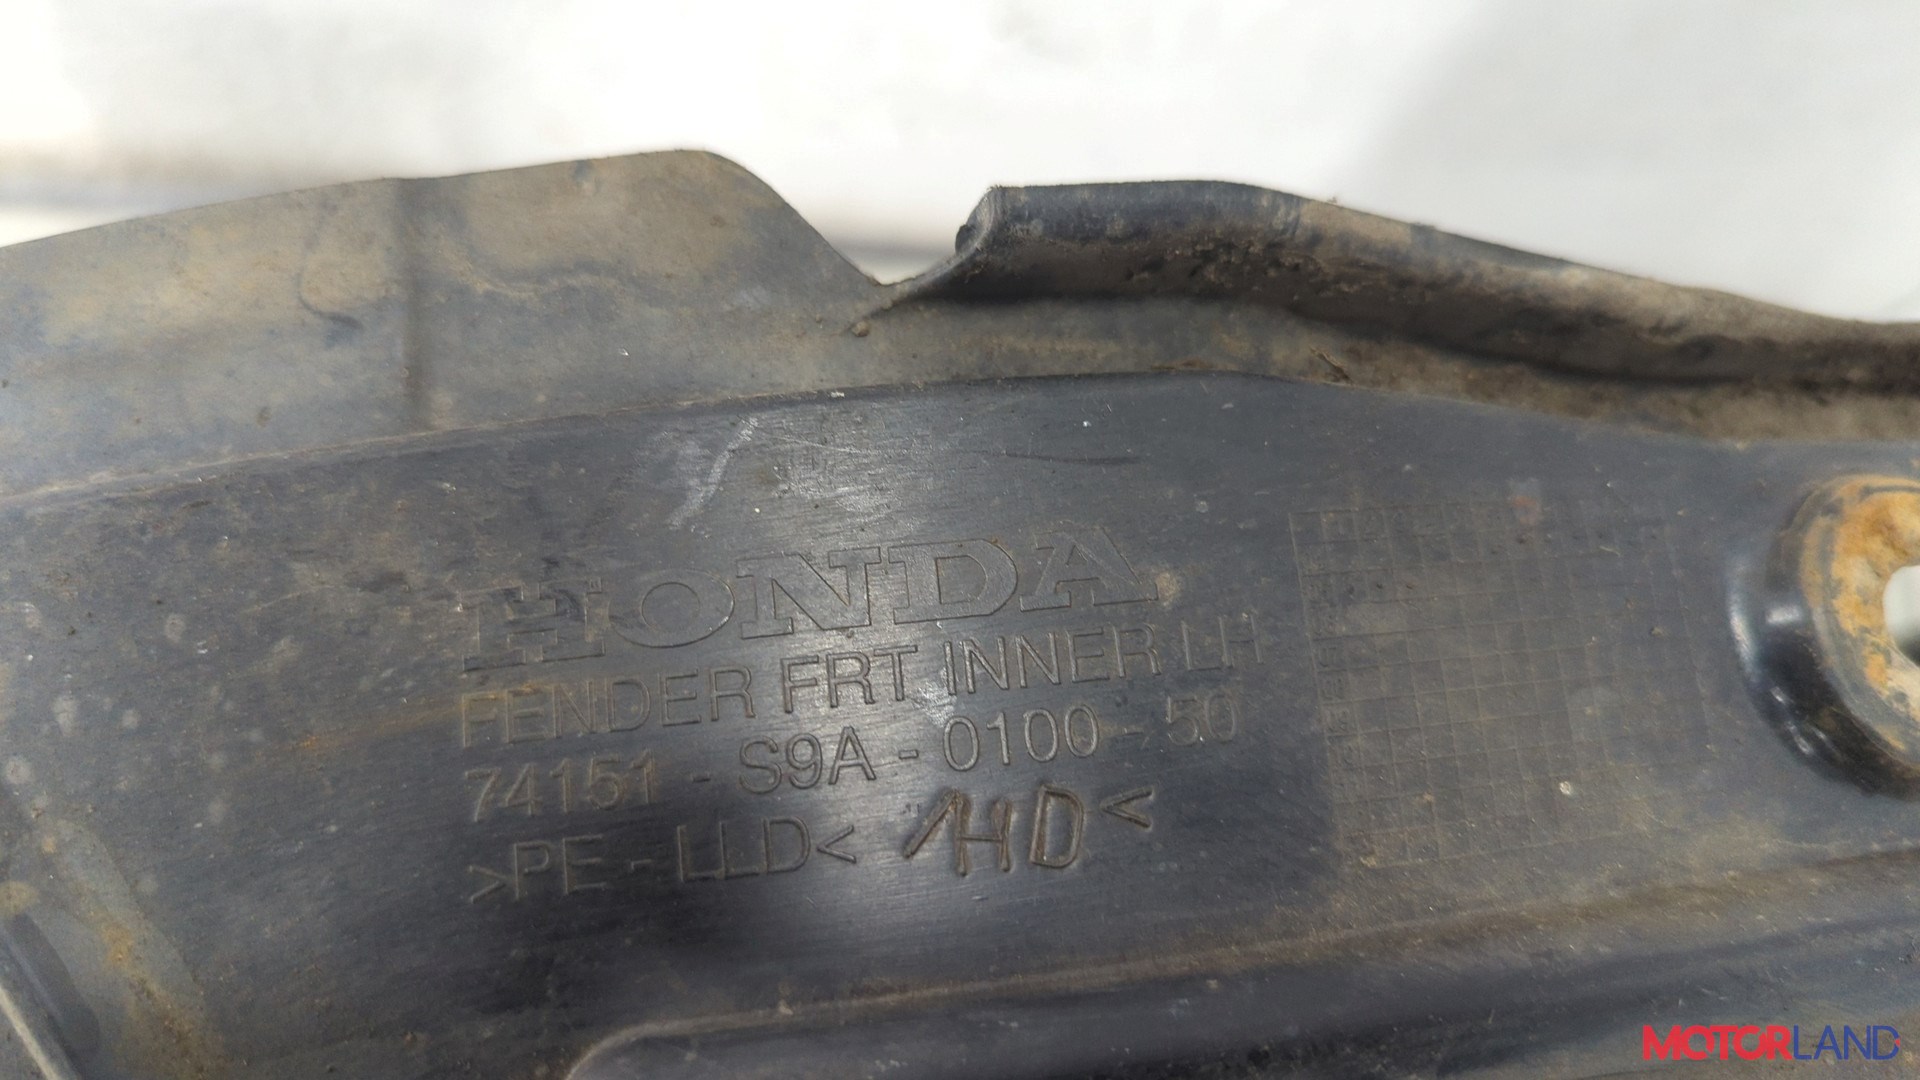 HONDA
FENDER FRT INNER LH
74151 - S9A - 0100 - 50
>PE-LLD< /HD<
MOTORLAND